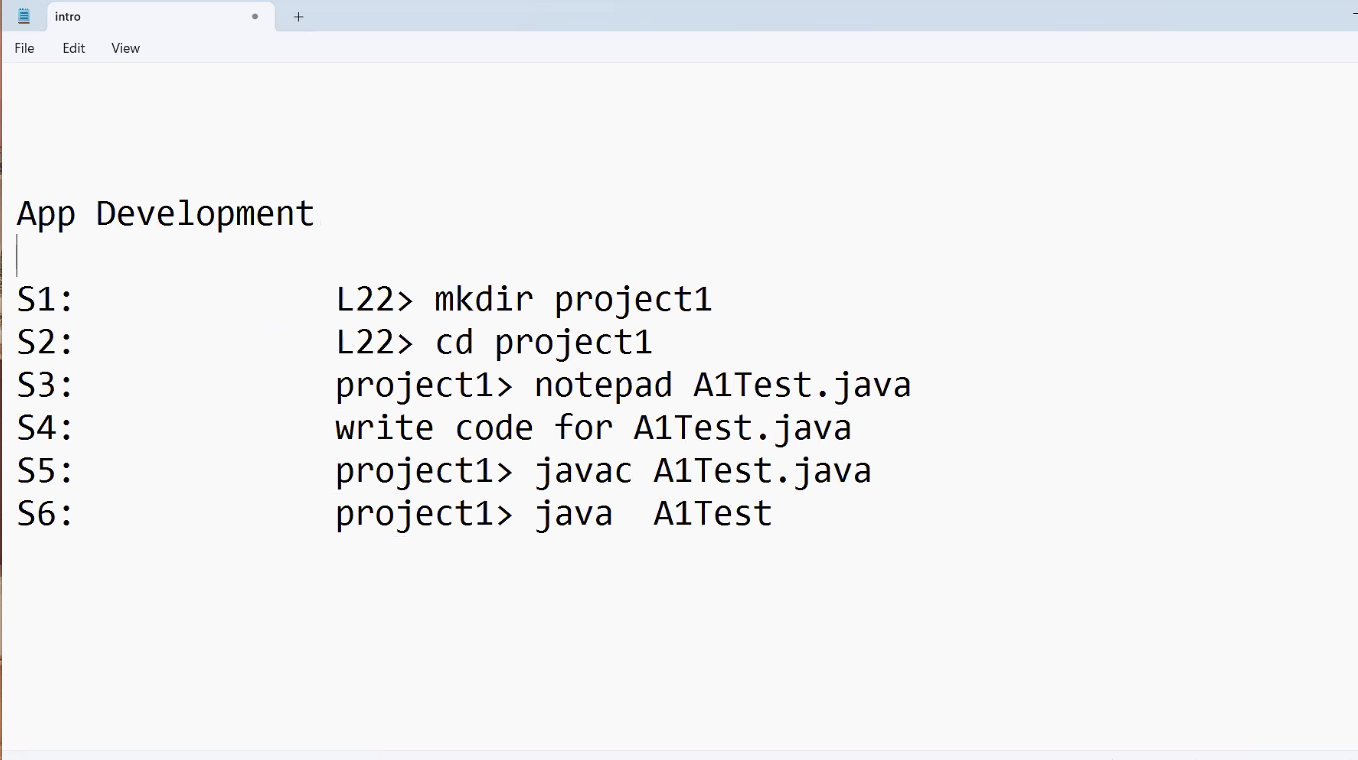 intro
File Edit View
App Development
S1: L22> mkdir project1
S2: L22> cd project1
S3: project1> notepad A1Test.java
S4: write code for A1Test.java
S5: project1> javac A1Test.java
S6: project1> java  A1Test